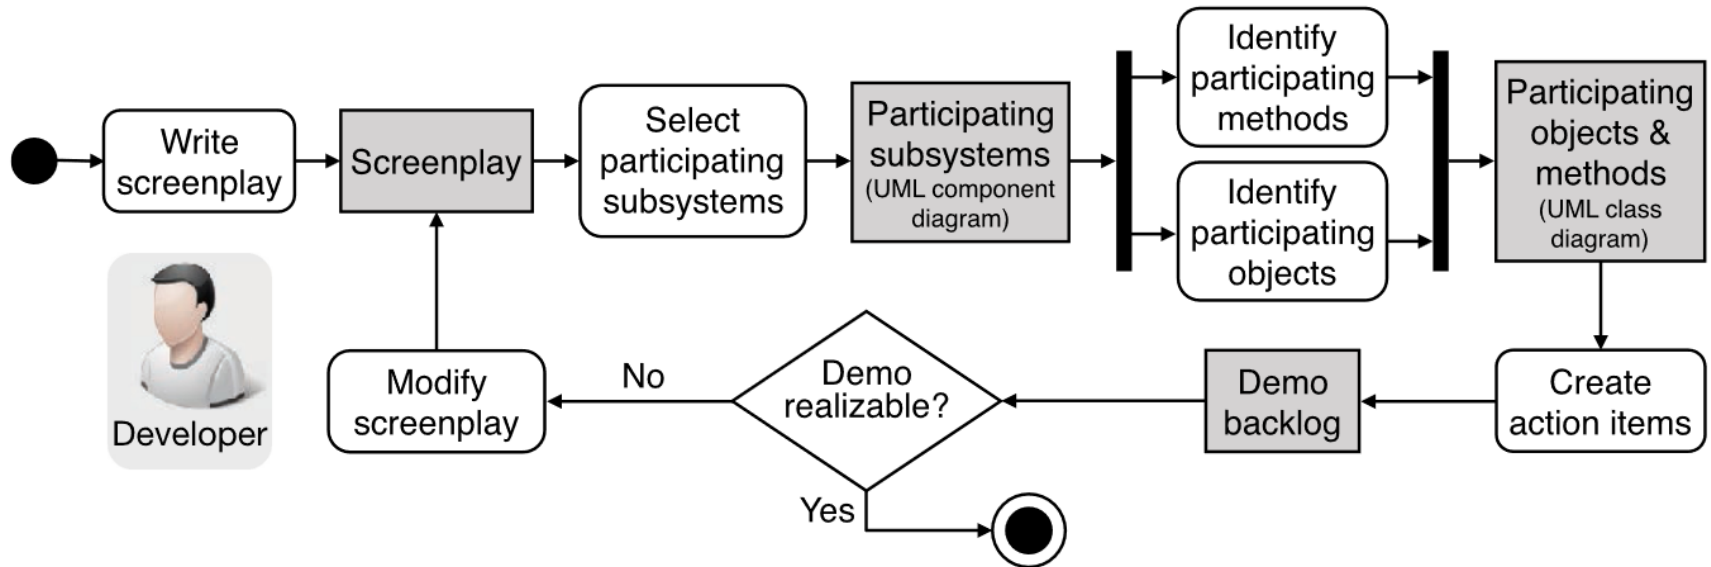 Write
screenplay
Screenplay
Select
participating
subsystems
Participating
subsystems
(UML component
diagram)
Identify
participating
methods
Identify
participating
objects
Participating
objects &
methods
(UML class
diagram)
Create
action items
Demo
backlog
Demo
realizable?
No
Yes
Modify
screenplay
Developer